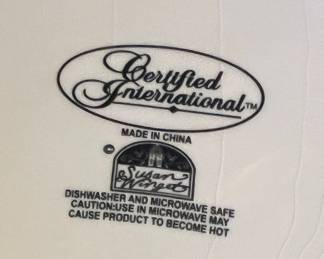 Certified
International™
MADE IN CHINA
©
Susan
Winget
DISHWASHER AND MICROWAVE SAFE
CAUTION:USE IN MICROWAVE MAY
CAUSE PRODUCT TO BECOME HOT